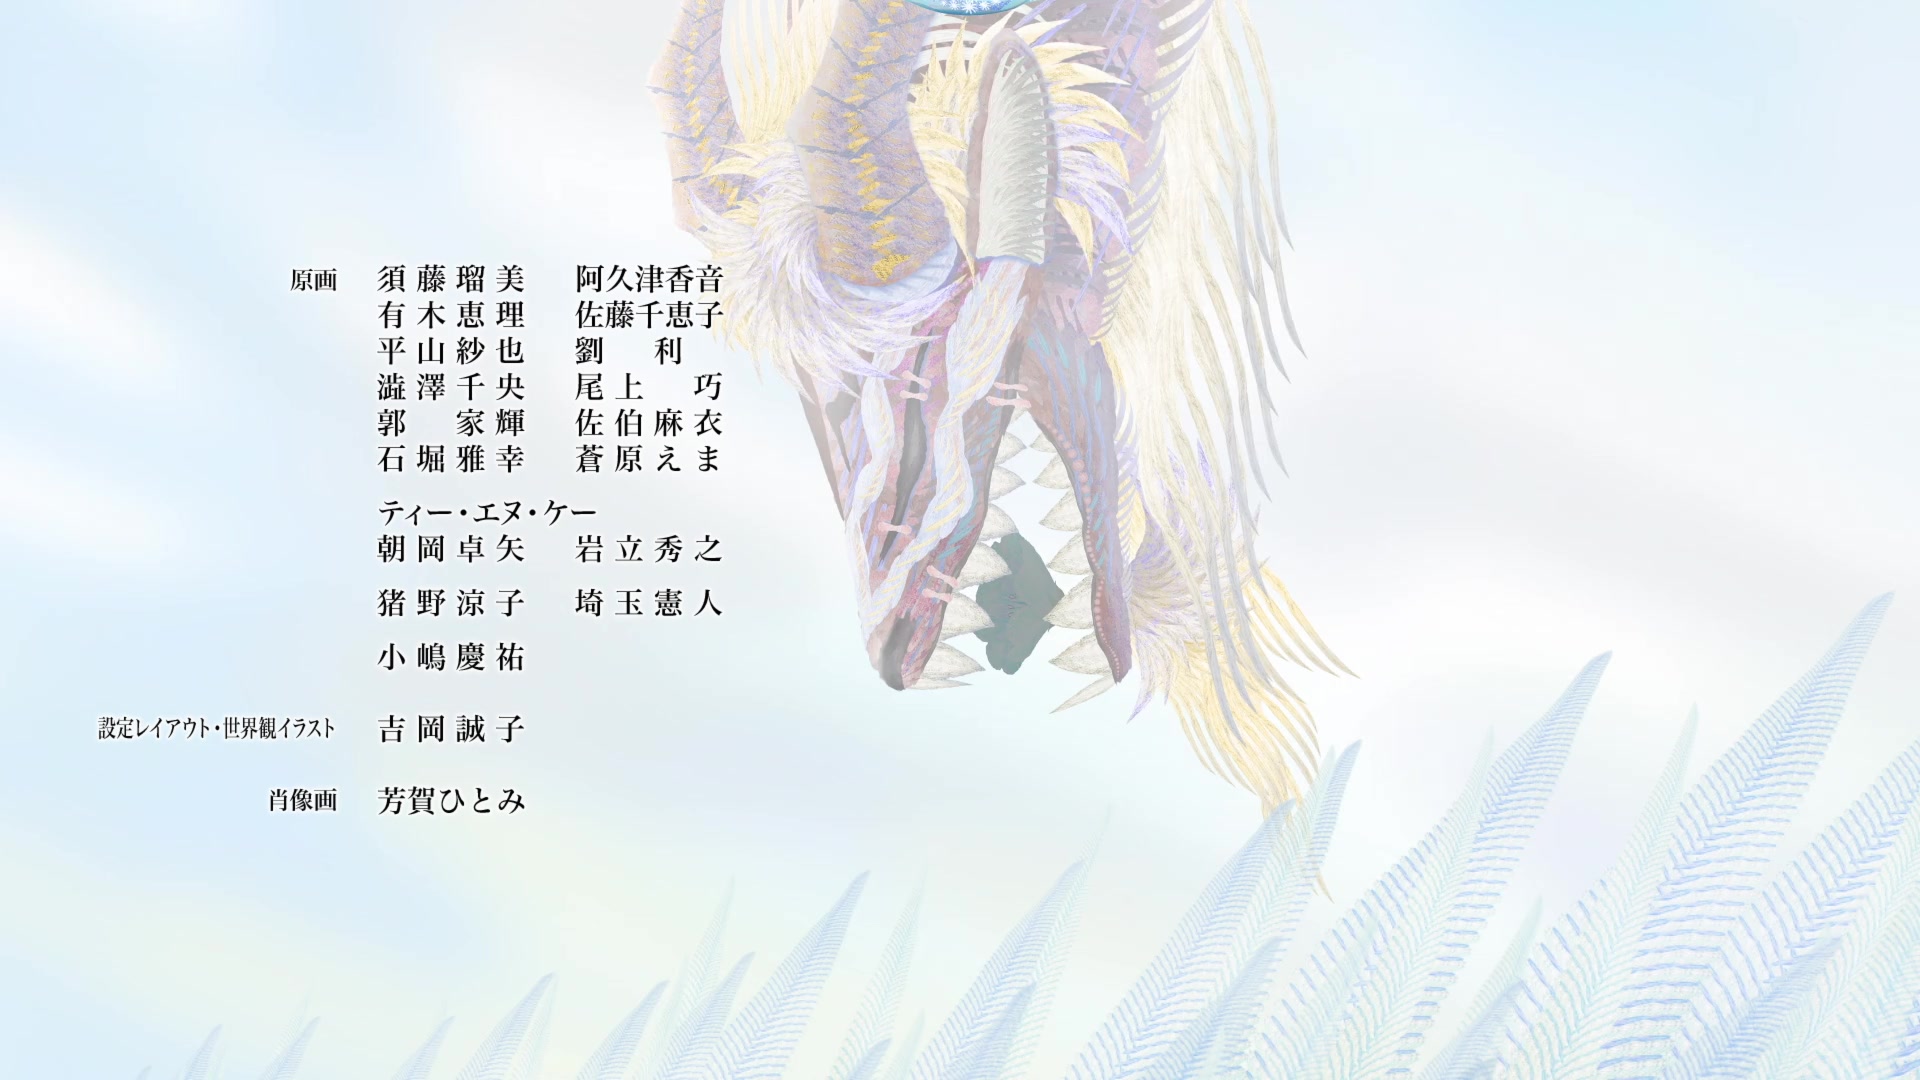 原画 須藤瑠美 阿久津香音
有木恵理 佐藤千恵子
平山紗也 劉 利
澁澤千央 尾上 巧
郭 家輝 佐伯麻衣
石堀雅幸 蒼原えま
ティー・エヌ・ケー
朝岡卓矢 岩立秀之
猪野涼子 埼玉憲人
小嶋慶祐
設定レイアウト・世界観イラスト 吉岡誠子
肖像画 芳賀ひとみ